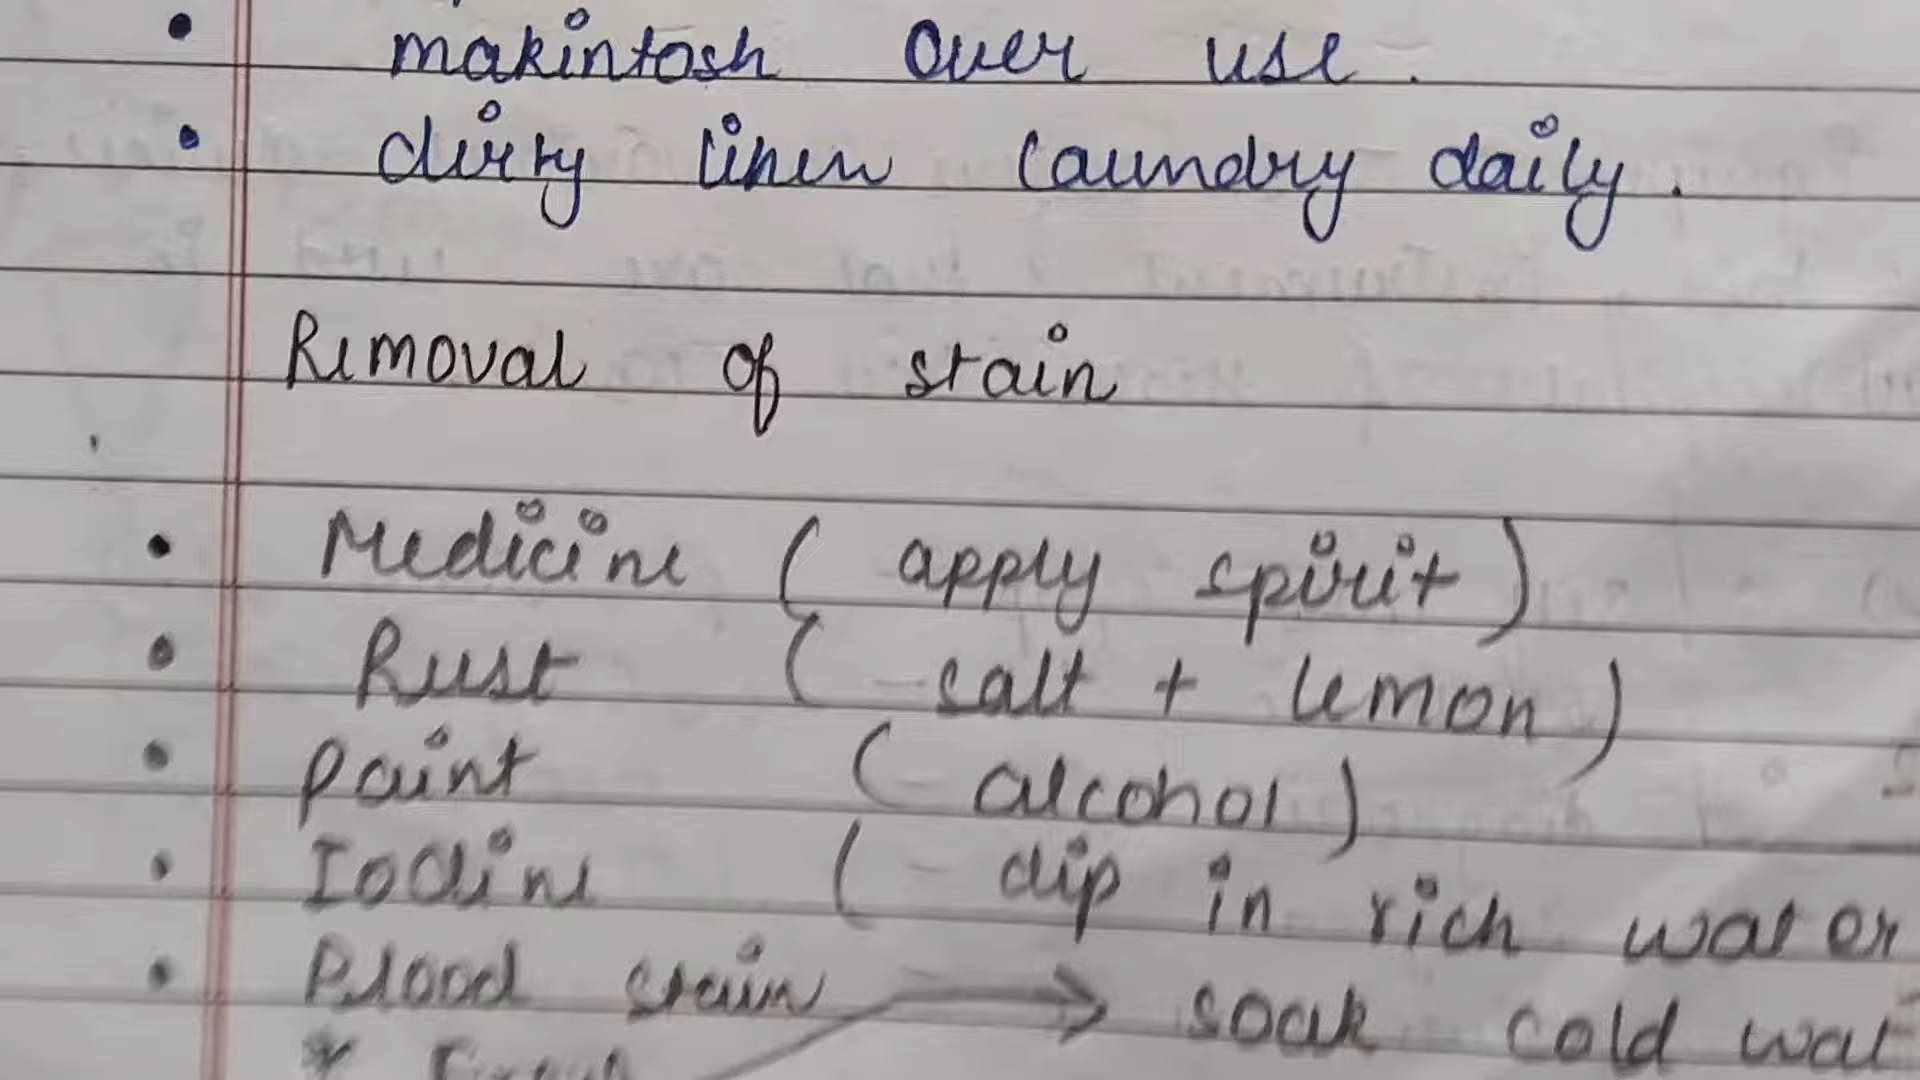 • makintosh over use.
• dirty linen laundry daily.
Removal of stain
• Medicine ( apply spirit )
• Rust ( salt + lemon )
• paint ( alcohol )
• Iodine ( dip in rich water
• Blood stain → soak cold wat
*